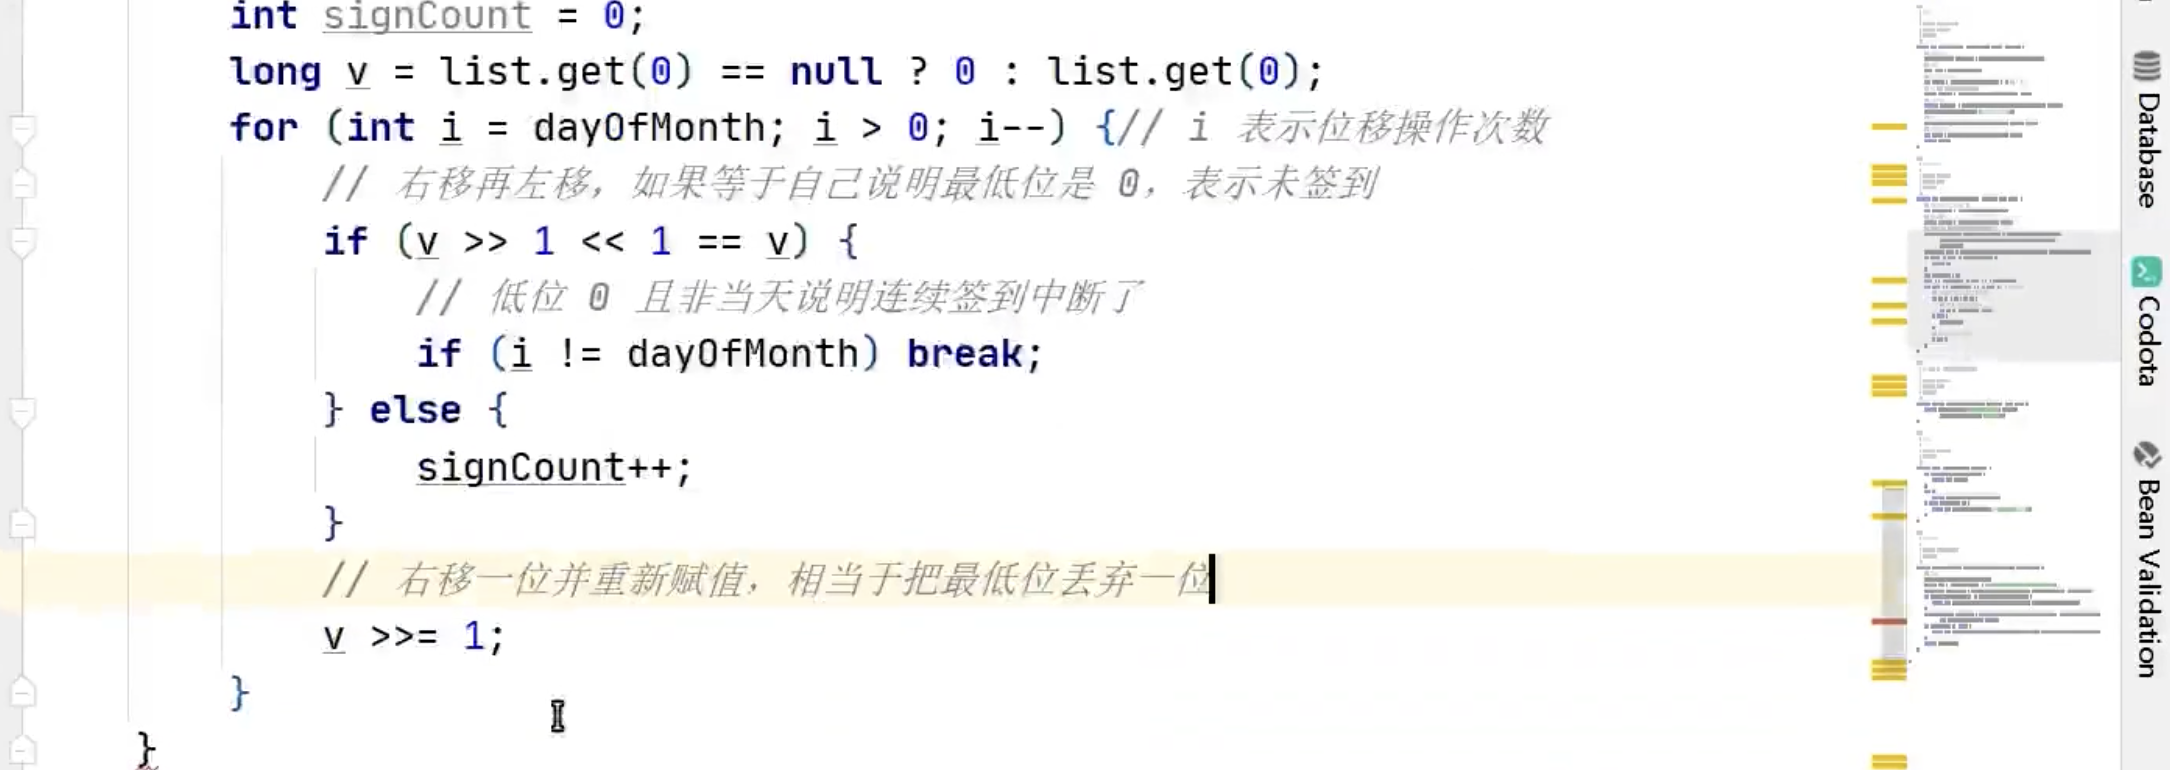 int signCount = 0;
long v = list.get(0) == null ? 0 : list.get(0);
for (int i = dayOfMonth; i > 0; i--) {// i 表示位移操作次数
// 右移再左移，如果等于自己说明最低位是 0，表示未签到
if (v >> 1 << 1 == v) {
// 低位 0 且非当天说明连续签到中断了
if (i != dayOfMonth) break;
} else {
signCount++;
}
// 右移一位并重新赋值，相当于把最低位丢弃一位
v >>= 1;
}
}
Database
Codota
Bean Validation